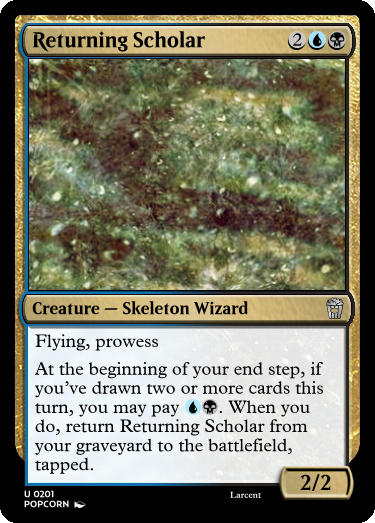 Returning Scholar 2
Creature — Skeleton Wizard
Flying, prowess
At the beginning of your end step, if
you've drawn two or more cards this
turn, you may pay . When you
do, return Returning Scholar from
your graveyard to the battlefield,
tapped.
2/2
U 0201
POPCORN Larcent